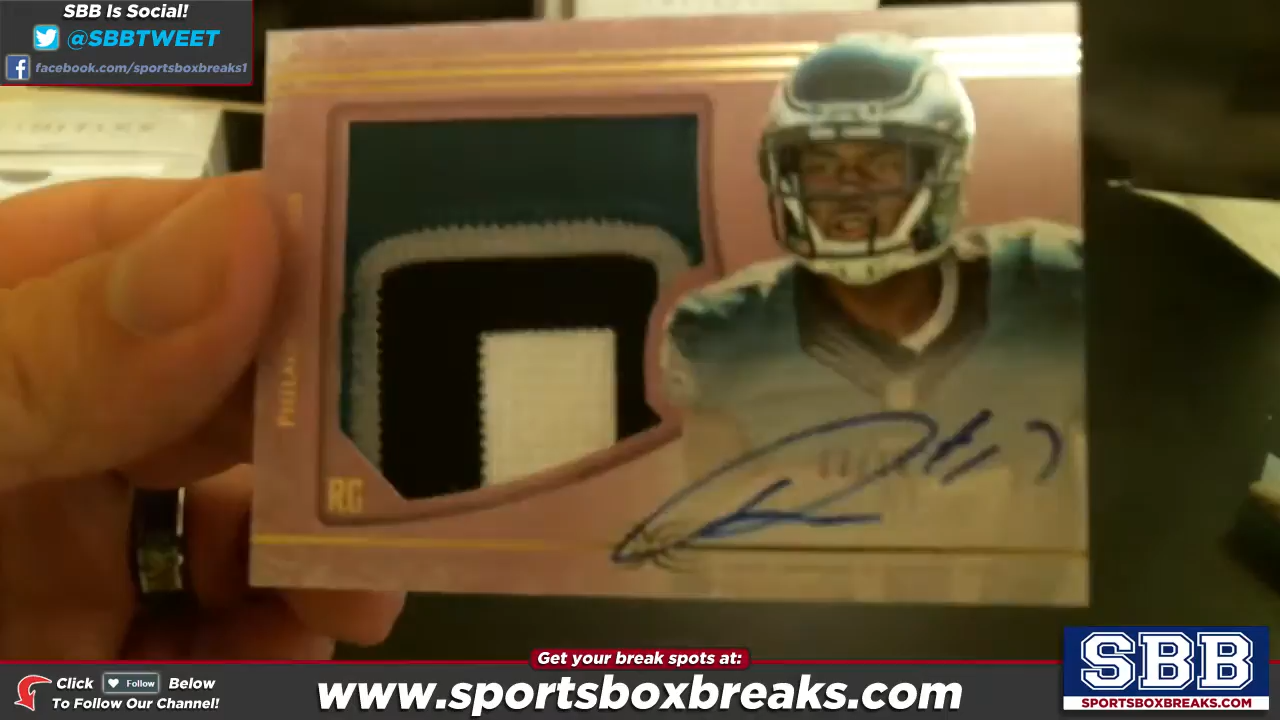 SBB Is Social!
@SBBTWEET
facebook.com/sportsboxbreaks1
RC
Get your break spots at:
Click Follow Below
To Follow Our Channel!
www.sportsboxbreaks.com
SBB
SPORTSBOXBREAKS.COM